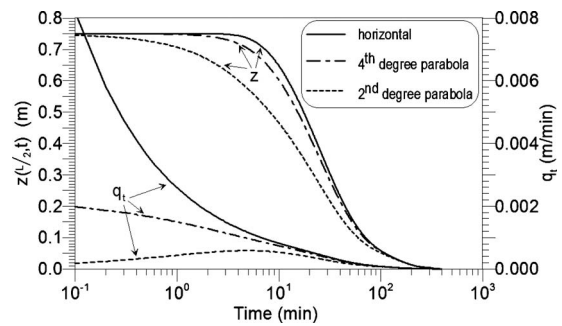 0.8
0.7
0.6
0.5
0.4
0.3
0.2
0.1
0.0
z(L/2,t) (m)
0.008
0.006
0.004
0.002
0.000
qt (m/min)
horizontal
4th degree parabola
2nd degree parabola
z
qt
10-1
100
101
102
103
Time (min)